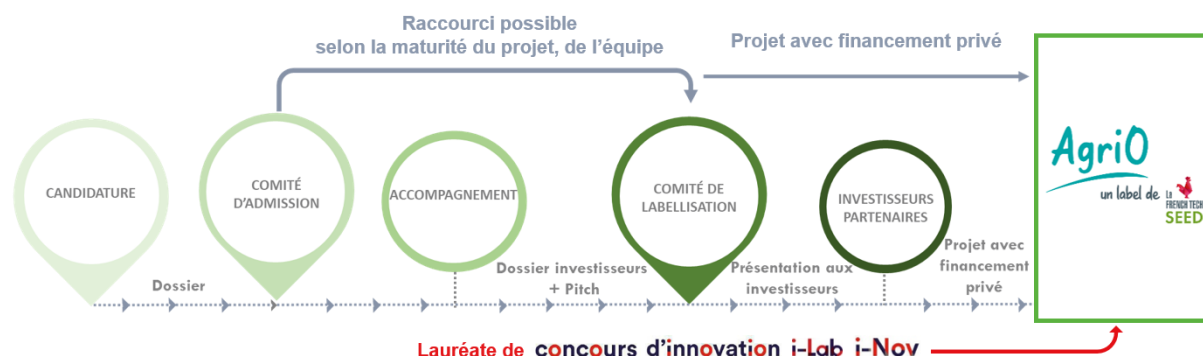 Raccourci possible
selon la maturité du projet, de l'équipe
Projet avec financement privé
CANDIDATURE
COMITÉ
D'ADMISSION
ACCOMPAGNEMENT
COMITÉ DE
LABELLISATION
INVESTISSEURS
PARTENAIRES
AgriO
un label de
LA
FRENCH TECH
SEED
Dossier
Dossier investisseurs
+ Pitch
Présentation aux
investisseurs
Projet avec
financement
privé
Lauréate de concours d'innovation i-Lab i-Nov